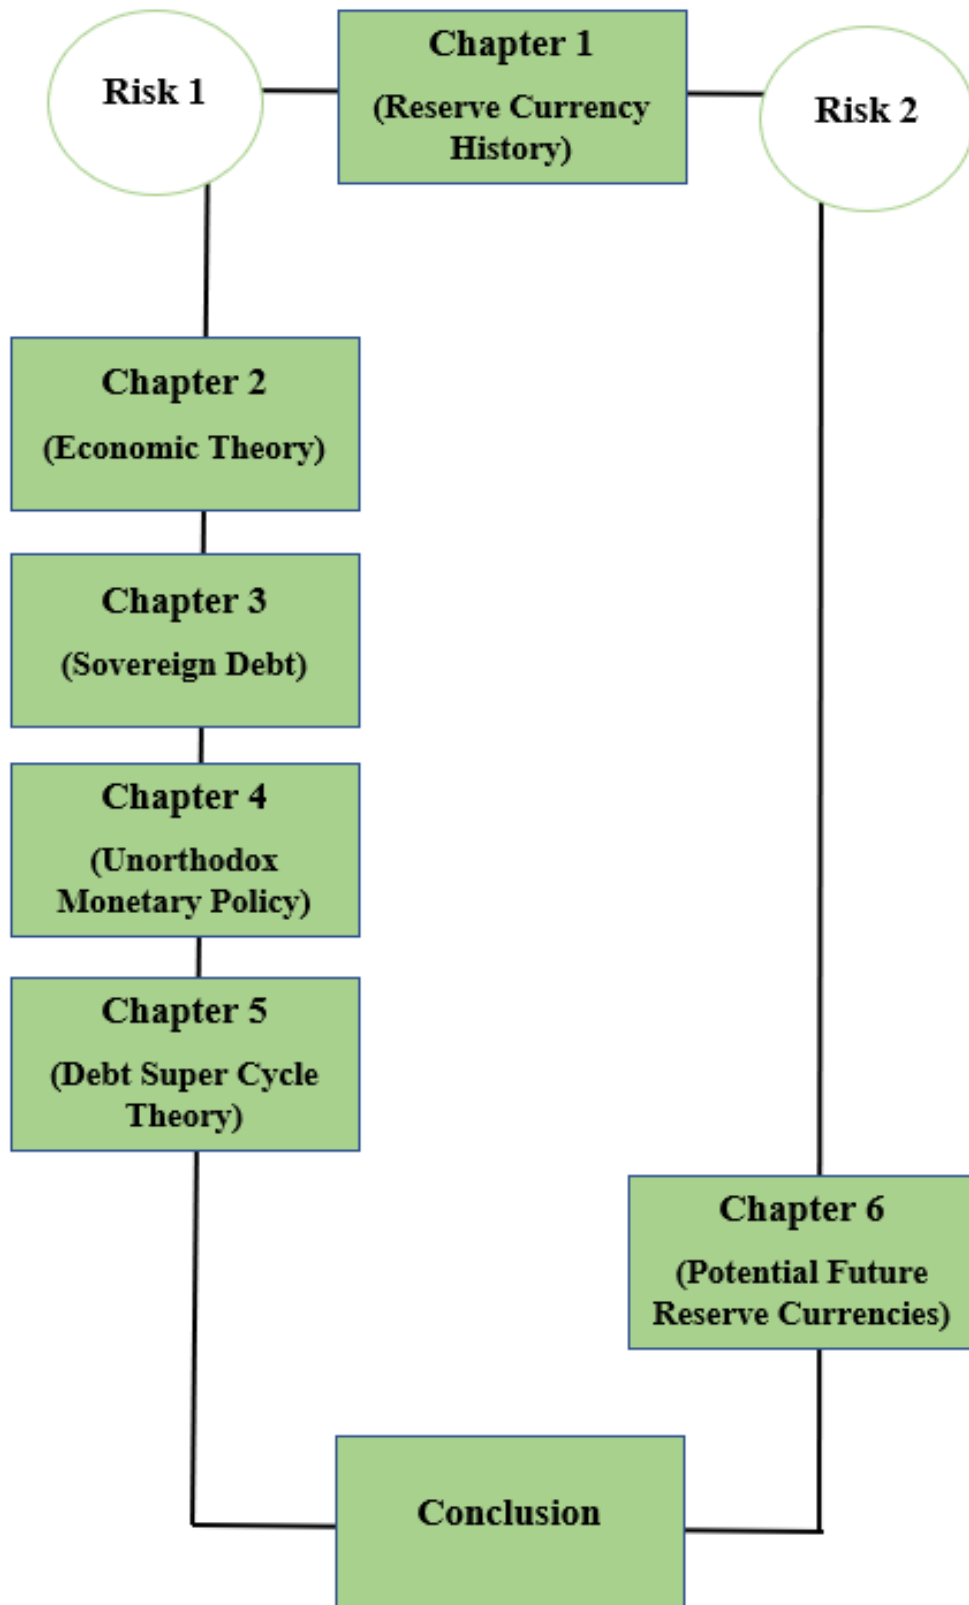 Risk 1
Chapter 1
(Reserve Currency
History)
Risk 2
Chapter 2
(Economic Theory)
Chapter 3
(Sovereign Debt)
Chapter 4
(Unorthodox
Monetary Policy)
Chapter 5
(Debt Super Cycle
Theory)
Chapter 6
(Potential Future
Reserve Currencies)
Conclusion